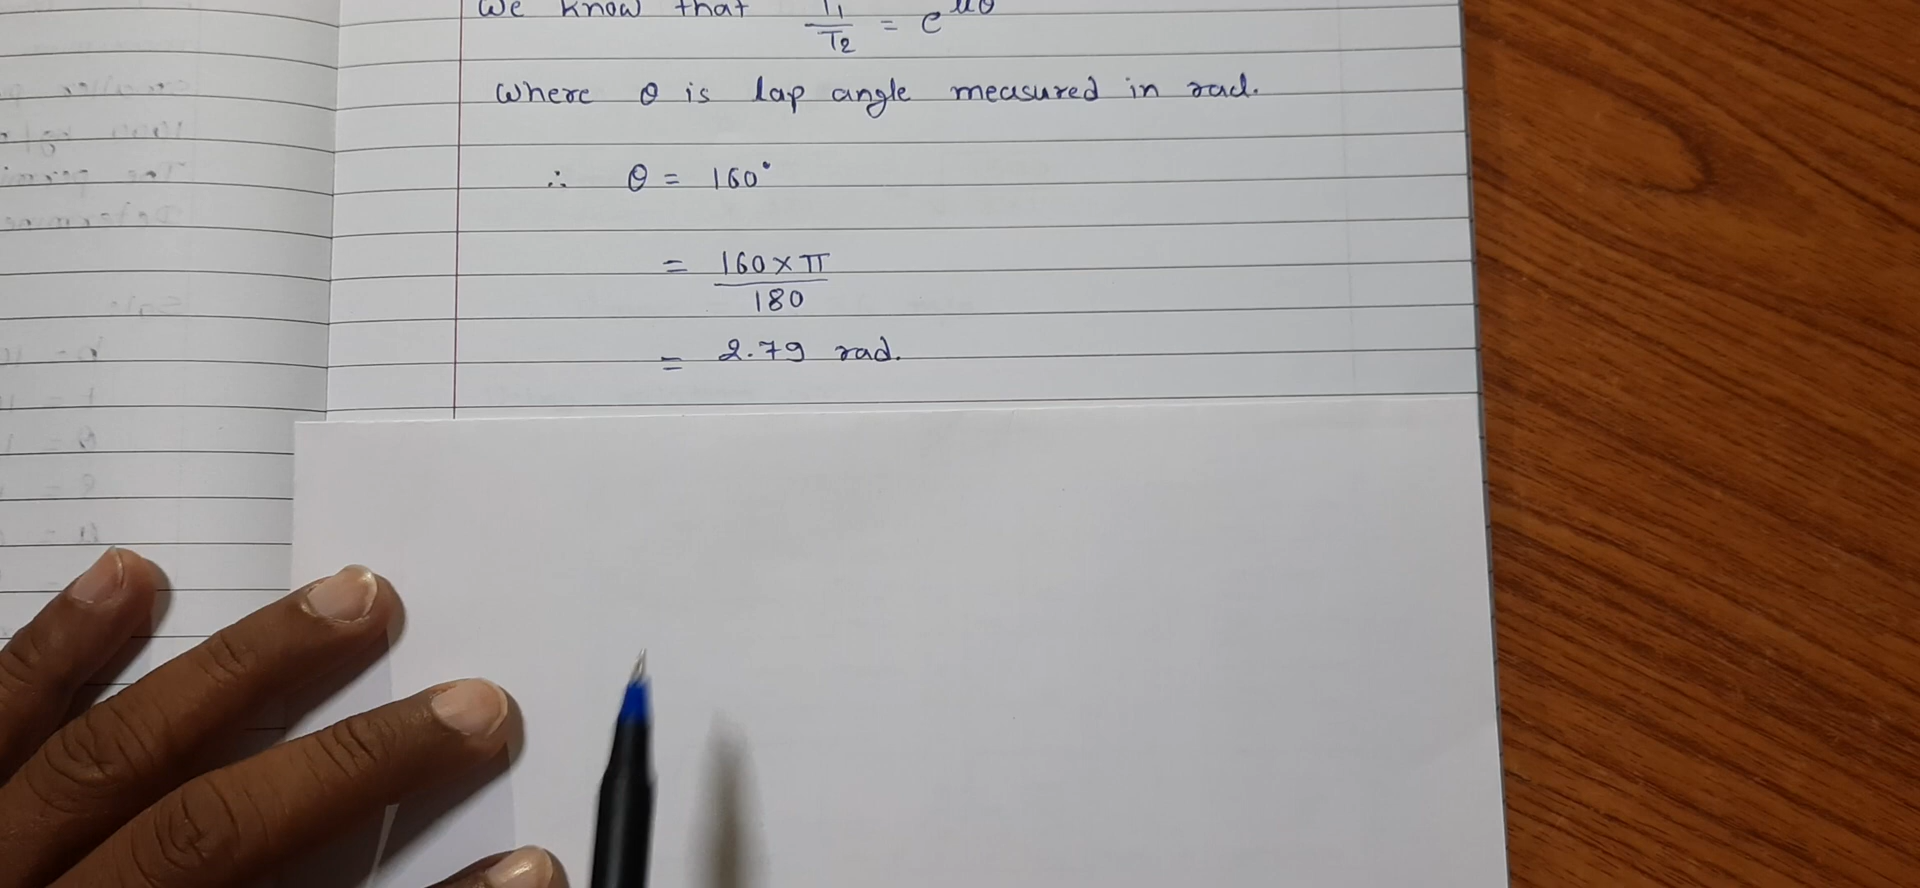 We know that T1/T2 = e^μθ
Where θ is lap angle measured in rad.
∴ θ = 160°
= 160 × π / 180
= 2.79 rad.